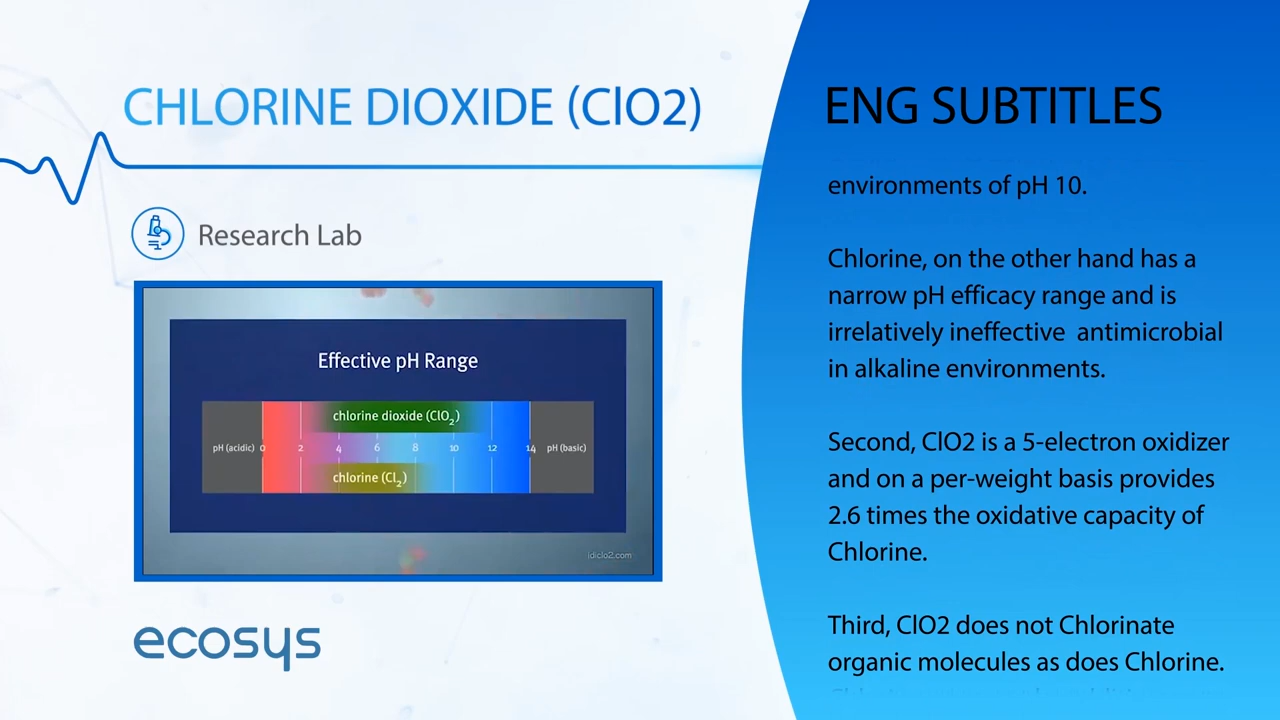 CHLORINE DIOXIDE (ClO2)
Research Lab
Effective pH Range
chlorine dioxide (ClO₂)
pH (acidic) 0 2 4 6 8 10 12 14 pH (basic)
chlorine (Cl₂)
jdiclo2.com
ecosys
ENG SUBTITLES
environments of pH 10.
Chlorine, on the other hand has a
narrow pH efficacy range and is
irrelatively ineffective antimicrobial
in alkaline environments.
Second, ClO2 is a 5-electron oxidizer
and on a per-weight basis provides
2.6 times the oxidative capacity of
Chlorine.
Third, ClO2 does not Chlorinate
organic molecules as does Chlorine.